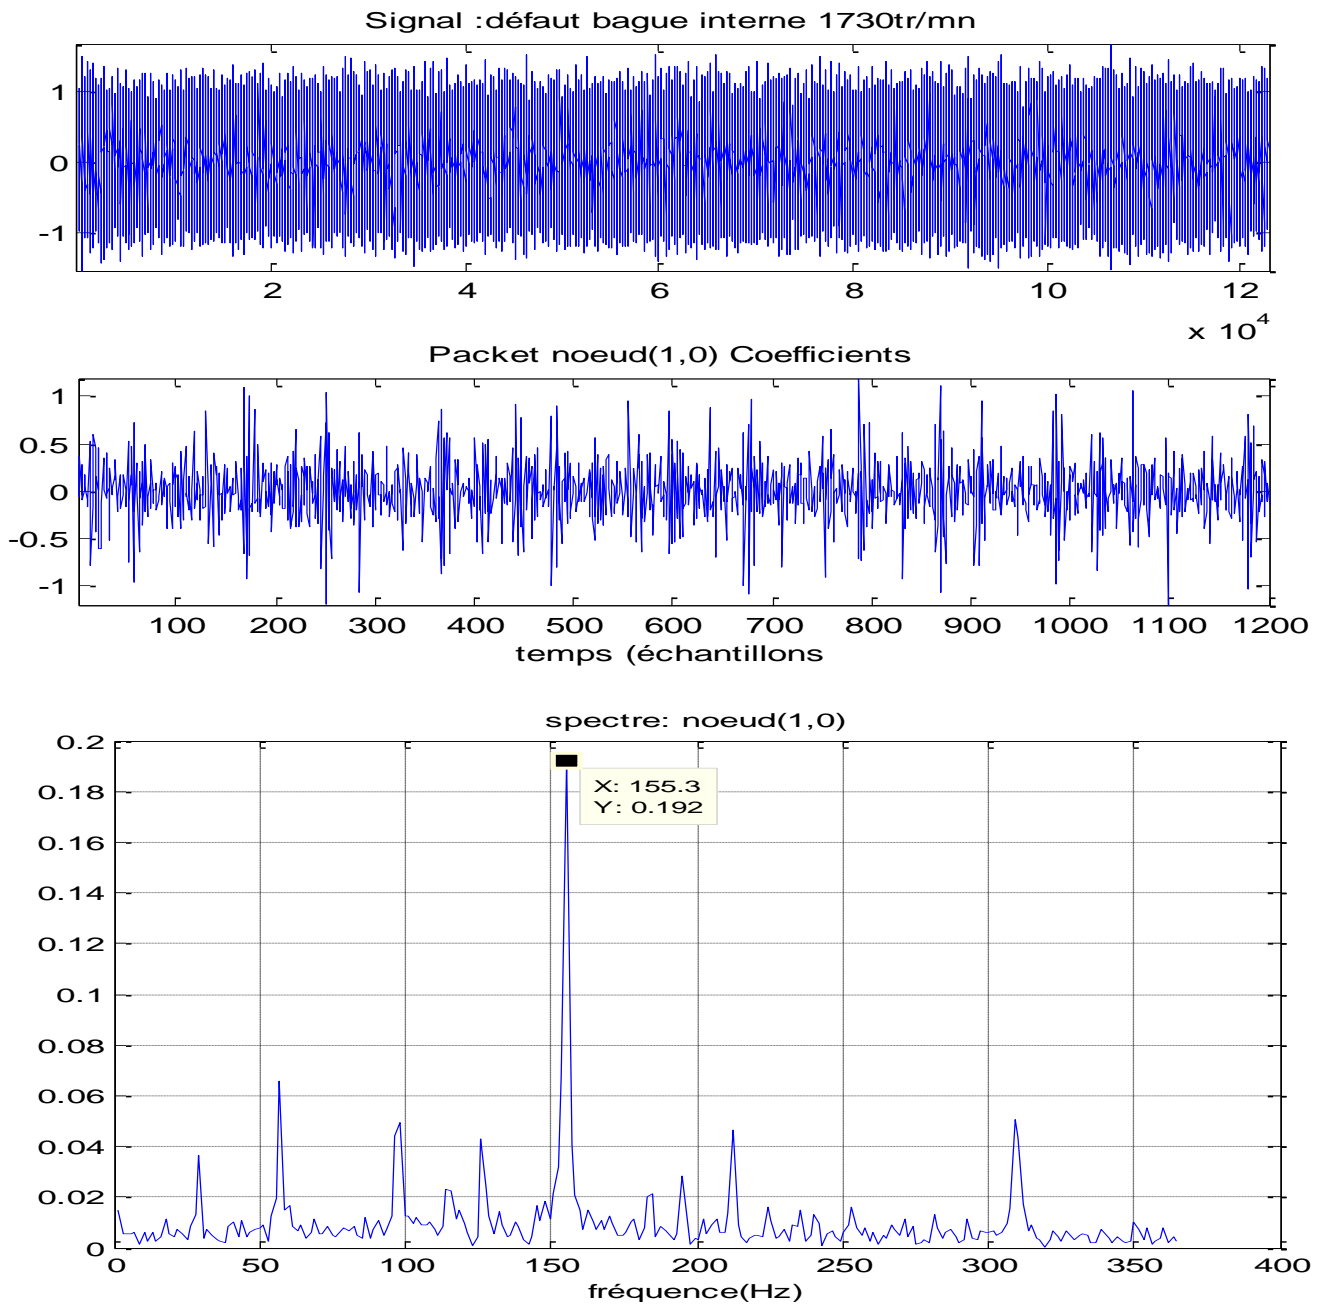 Signal :défaut bague interne 1730tr/mn
1
0
-1
2 4 6 8 10 12
x 10^4
Packet noeud(1,0) Coefficients
1
0.5
0
-0.5
-1
100 200 300 400 500 600 700 800 900 1000 1100 1200
temps (échantillons
spectre: noeud(1,0)
0.2
X: 155.3
Y: 0.192
0.18
0.16
0.14
0.12
0.1
0.08
0.06
0.04
0.02
0
0 50 100 150 200 250 300 350 400
fréquence(Hz)